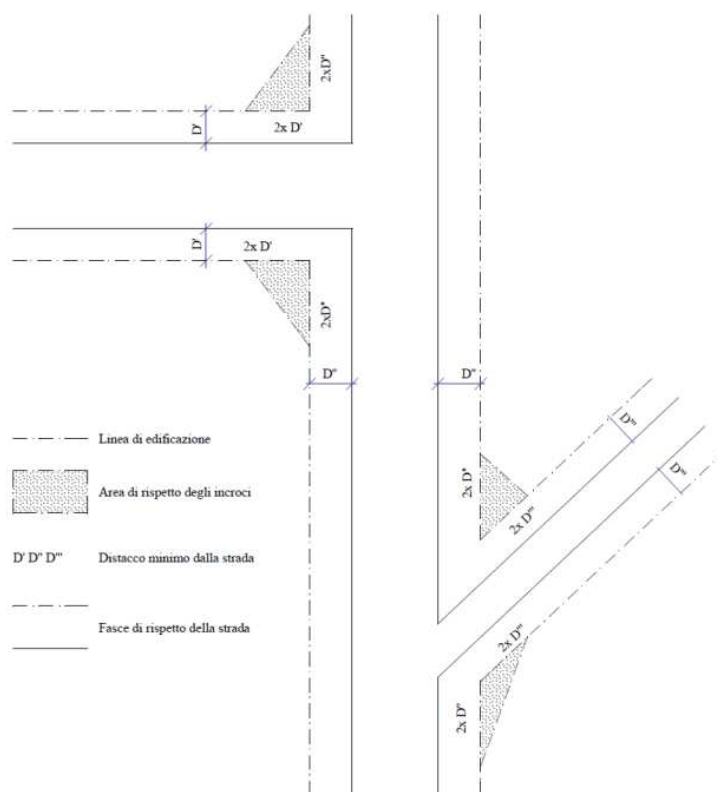 2xD"
D'
2x D'
D'
2x D'
2xD"
D"
D"
D'''
D'''
2x D"
2x D'''
2x D'''
2x D"
Linea di edificazione
Area di rispetto degli incroci
D' D" D''' Distacco minimo dalla strada
Fasce di rispetto della strada